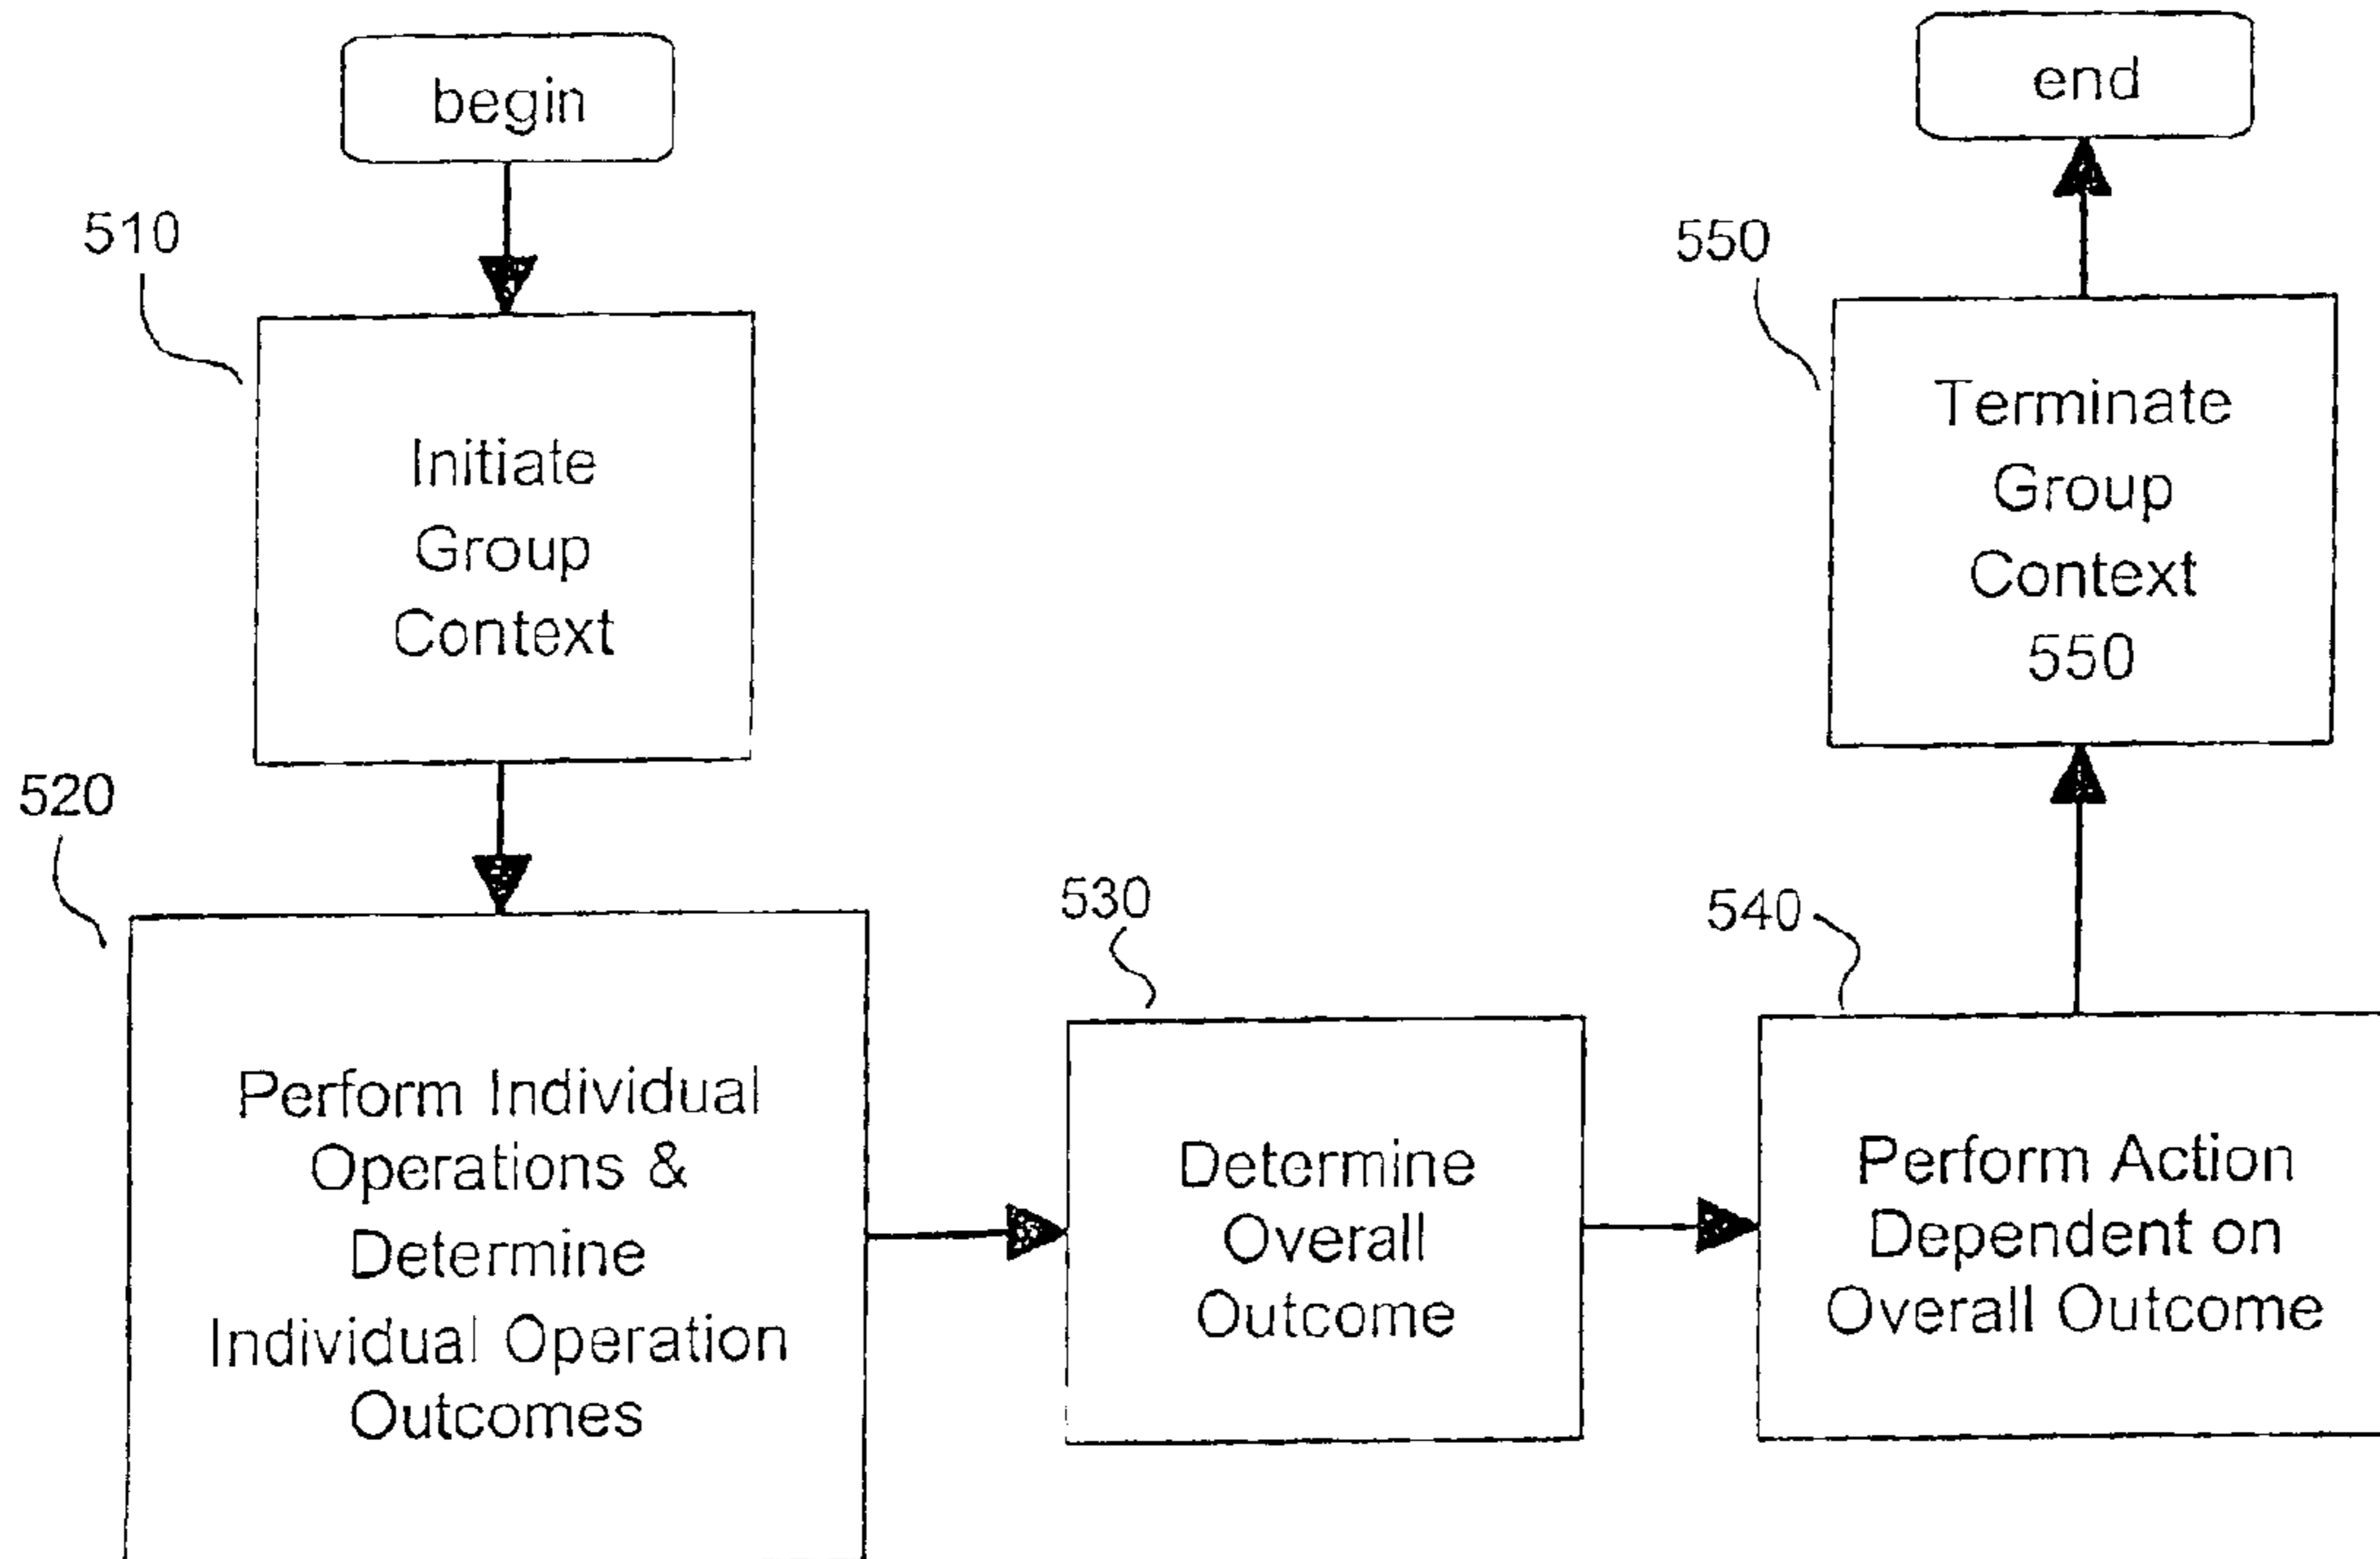 begin
510
Initiate
Group
Context
520
Perform Individual
Operations &
Determine
Individual Operation
Outcomes
530
Determine
Overall
Outcome
540
Perform Action
Dependent on
Overall Outcome
550
Terminate
Group
Context
550
end